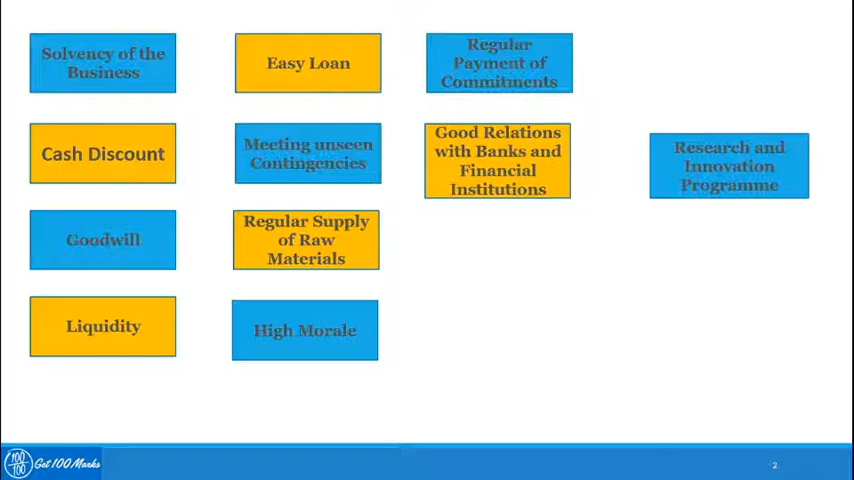 Solvency of the
Business
Easy Loan
Regular
Payment of
Commitments
Cash Discount
Meeting unseen
Contingencies
Good Relations
with Banks and
Financial
Institutions
Research and
Innovation
Programme
Goodwill
Regular Supply
of Raw
Materials
Liquidity
High Morale
100
100
Get 100 Marks
2